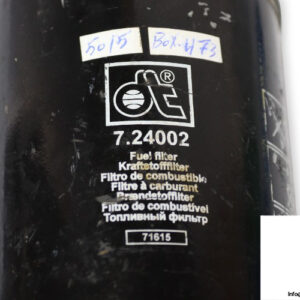 5015
BOX-H73
dt®
7.24002
Fuel filter
Kraftstofffilter
Filtro de combustible
Filtre à carburant
Brændstoffilter
Filtro de combustível
Топливный фильтр
71615